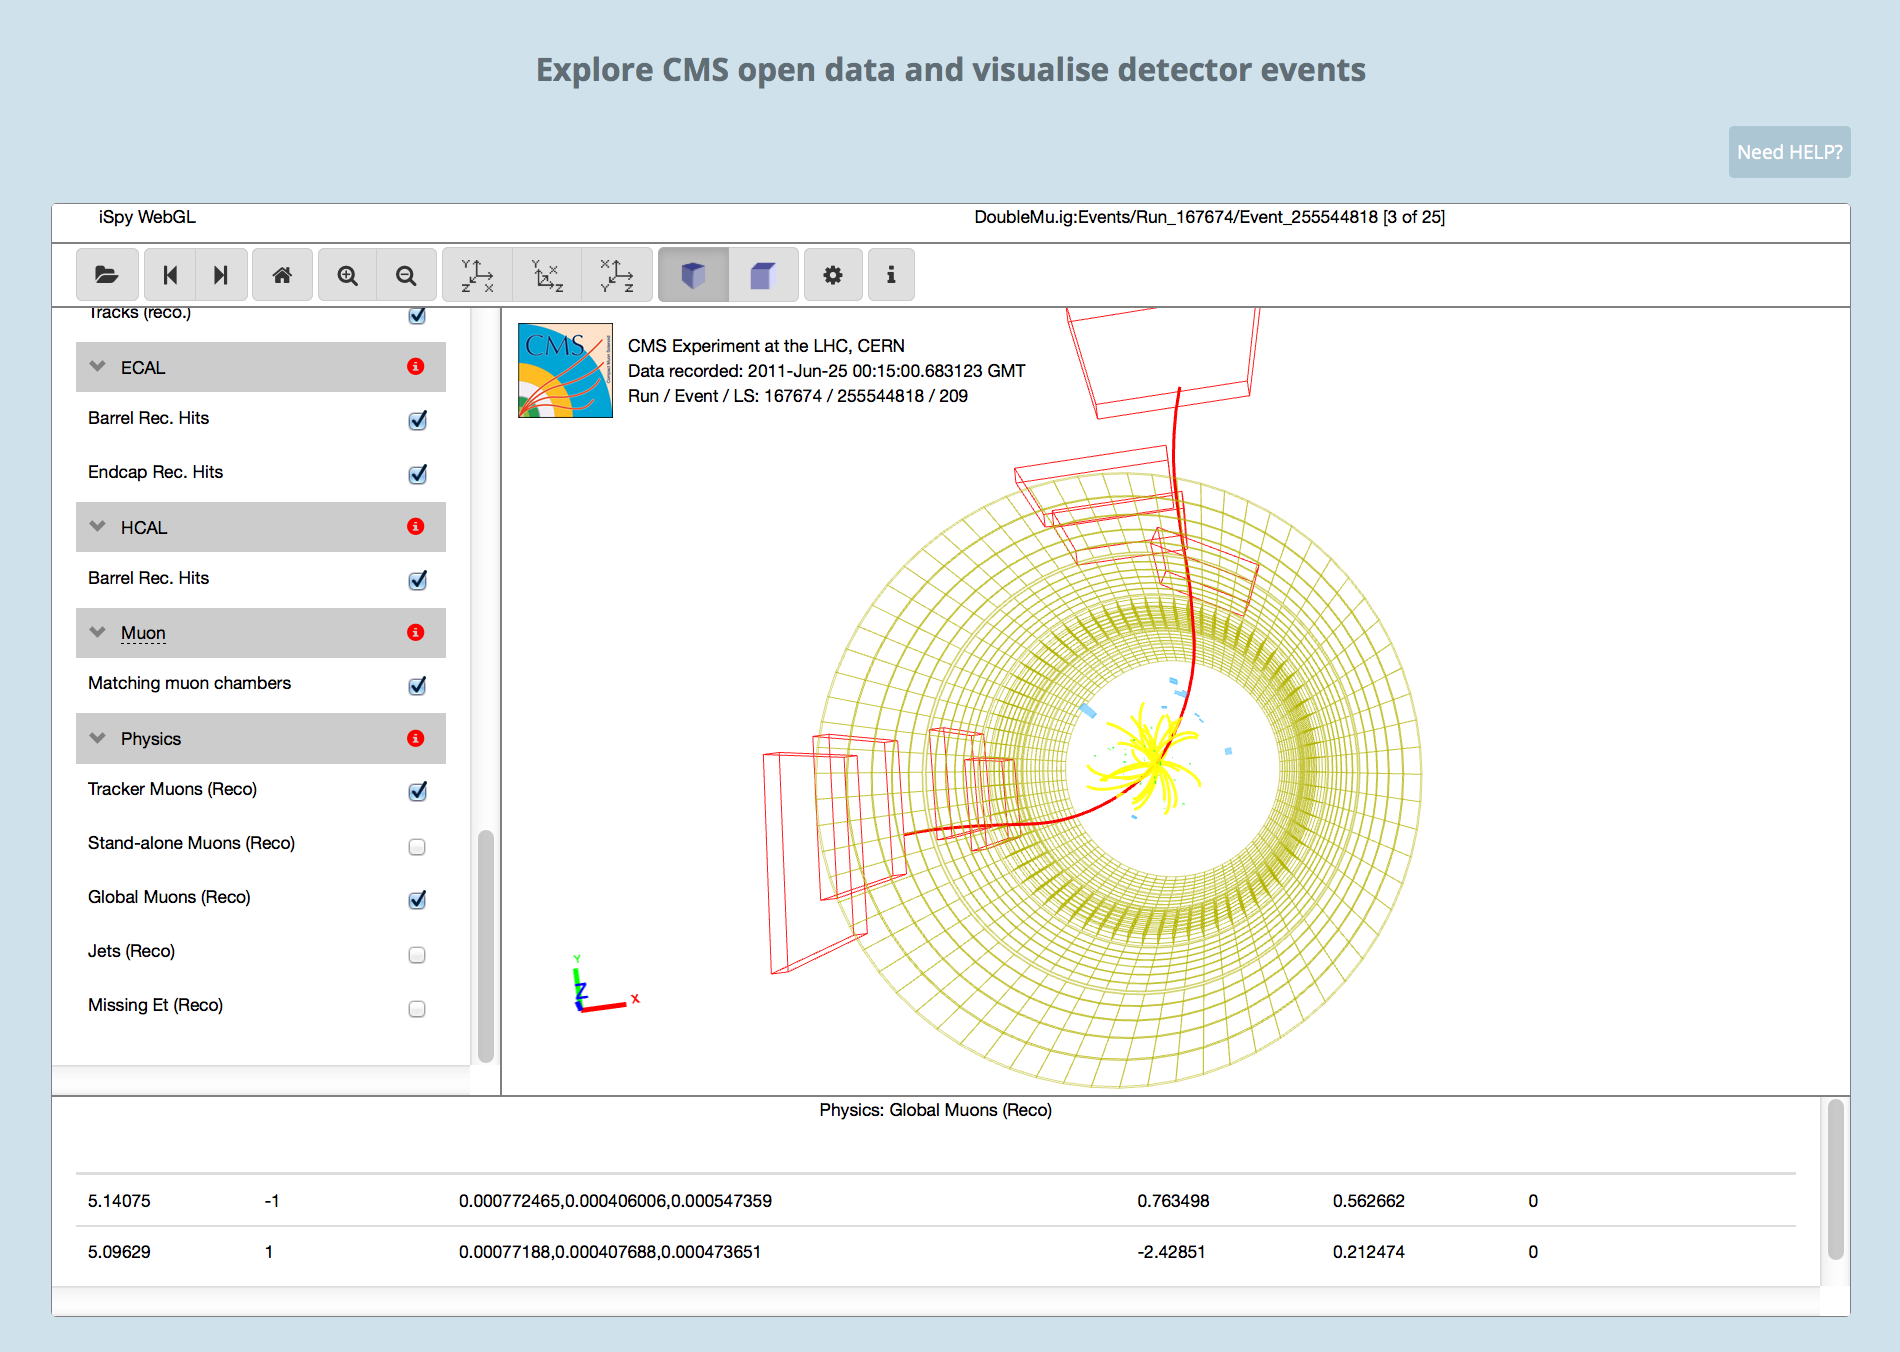 Explore CMS open data and visualise detector events
Need HELP?
iSpy WebGL
DoubleMu.ig:Events/Run_167674/Event_255544818 [3 of 25]
Y Z X
Y X Z
X Y Z
Tracks (reco.)
ECAL
Barrel Rec. Hits
Endcap Rec. Hits
HCAL
Barrel Rec. Hits
Muon
Matching muon chambers
Physics
Tracker Muons (Reco)
Stand-alone Muons (Reco)
Global Muons (Reco)
Jets (Reco)
Missing Et (Reco)
CMS
CMS Experiment at the LHC, CERN
Data recorded: 2011-Jun-25 00:15:00.683123 GMT
Run / Event / LS: 167674 / 255544818 / 209
Y
Z
X
Physics: Global Muons (Reco)
5.14075 -1 0.000772465,0.000406006,0.000547359 0.763498 0.562662 0
5.09629 1 0.00077188,0.000407688,0.000473651 -2.42851 0.212474 0